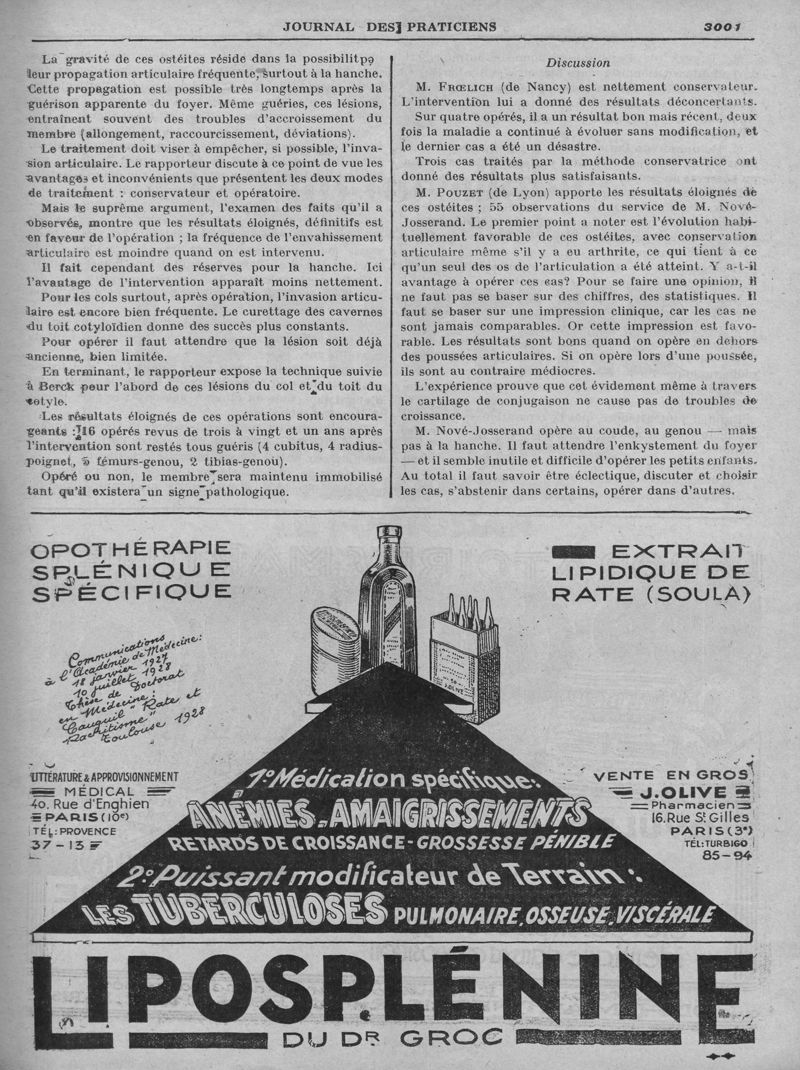 JOURNAL DES PRATICIENS
3001
La gravité de ces ostéites réside dans la possibilitpə
leur propagation articulaire fréquente, surtout à la hanche.
Cette propagation est possible très longtemps après la
guérison apparente du foyer. Même guéries, ces lésions,
entraînent souvent des troubles d'accroissement du
membre (allongement, raccourcissement, déviations).
Le traitement doit viser à empêcher, si possible, l'inva-
sion articulaire. Le rapporteur discute à ce point de vue les
avantages et inconvénients que présentent les deux modes
de traitement : conservateur et opératoire.
Mais le suprême argument, l'examen des faits qu'il a
observés, montre que les résultats éloignés, définitifs est
en faveur de l'opération ; la fréquence de l'envahissement
articulaire est moindre quand on est intervenu.
Il fait cependant des réserves pour la hanche. Ici
l'avantage de l'intervention apparaît moins nettement.
Pour les cols surtout, après opération, l'invasion articu-
laire est encore bien fréquente. Le curettage des cavernes
du toit cotyloïdien donne des succès plus constants.
Pour opérer il faut attendre que la lésion soit déjà
ancienne, bien limitée.
En terminant, le rapporteur expose la technique suivie
à Berck pour l'abord de ces lésions du col et du toit du
cotyle.
Les résultats éloignés de ces opérations sont encoura-
geants : 16 opérés revus de trois à vingt et un ans après
l'intervention sont restés tous guéris (4 cubitus, 4 radius-
poignet, 5 fémurs-genou, 2 tibias-genou).
Opéré ou non, le membre sera maintenu immobilisé
tant qu'il existera un signe pathologique.
Discussion
M. FRŒLICH (de Nancy) est nettement conservateur.
L'intervention lui a donné des résultats déconcertants.
Sur quatre opérés, il a un résultat bon mais récent, deux
fois la maladie a continué à évoluer sans modification, et
le dernier cas a été un désastre.
Trois cas traités par la méthode conservatrice ont
donné des résultats plus satisfaisants.
M. POUZET (de Lyon) apporte les résultats éloignés de
ces ostéites ; 55 observations du service de M. Nové-
Josserand. Le premier point a noter est l'évolution habi-
tuellement favorable de ces ostéites, avec conservation
articulaire même s'il y a eu arthrite, ce qui tient à ce
qu'un seul des os de l'articulation a été atteint. Y a-t-il
avantage à opérer ces cas? Pour se faire une opinion, il
ne faut pas se baser sur des chiffres, des statistiques. Il
faut se baser sur une impression clinique, car les cas ne
sont jamais comparables. Or cette impression est favo-
rable. Les résultats sont bons quand on opère en dehors
des poussées articulaires. Si on opère lors d'une poussée,
ils sont au contraire médiocres.
L'expérience prouve que cet évidement même à travers
le cartilage de conjugaison ne cause pas de troubles de
croissance.
M. Nové-Josserand opère au coude, au genou — mais
pas à la hanche. Il faut attendre l'enkystement du foyer
— et il semble inutile et difficile d'opérer les petits enfants.
Au total il faut savoir être éclectique, discuter et choisir
les cas, s'abstenir dans certains, opérer dans d'autres.
OPOTHÉRAPIE
SPLÉNIQUE
SPÉCIFIQUE
EXTRAIT
LIPIDIQUE DE
RATE (SOULA)
Communications
à l'Académie de Médecine:
18 janvier 1927
10 juillet 1928
Thèse de Doctorat
en Médecine:
Cauquil "Rate et
Rachitisme"
Toulouse 1928
LITTÉRATURE & APPROVISIONNEMENT
MÉDICAL
40. Rue d'Enghien
PARIS (10e)
TÉL: PROVENCE
37-13
VENTE EN GROS
J. OLIVE
Pharmacien
16. Rue St Gilles
PARIS (3e)
TÉL: TURBIGO
85-94
1º Médication spécifique:
ANÉMIES - AMAIGRISSEMENTS
RETARDS DE CROISSANCE - GROSSESSE PÉNIBLE
2º Puissant modificateur de Terrain:
LES TUBERCULOSES PULMONAIRE, OSSEUSE, VISCÉRALE
LIPOSPLÉNINE
DU DR GROC